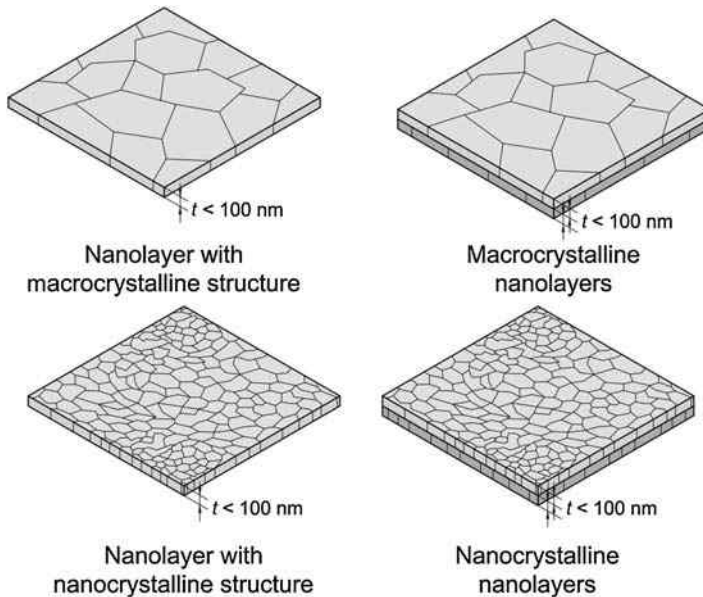 t < 100 nm
t < 100 nm
Nanolayer with
macrocrystalline structure
Macrocrystalline
nanolayers
t < 100 nm
t < 100 nm
Nanolayer with
nanocrystalline structure
Nanocrystalline
nanolayers